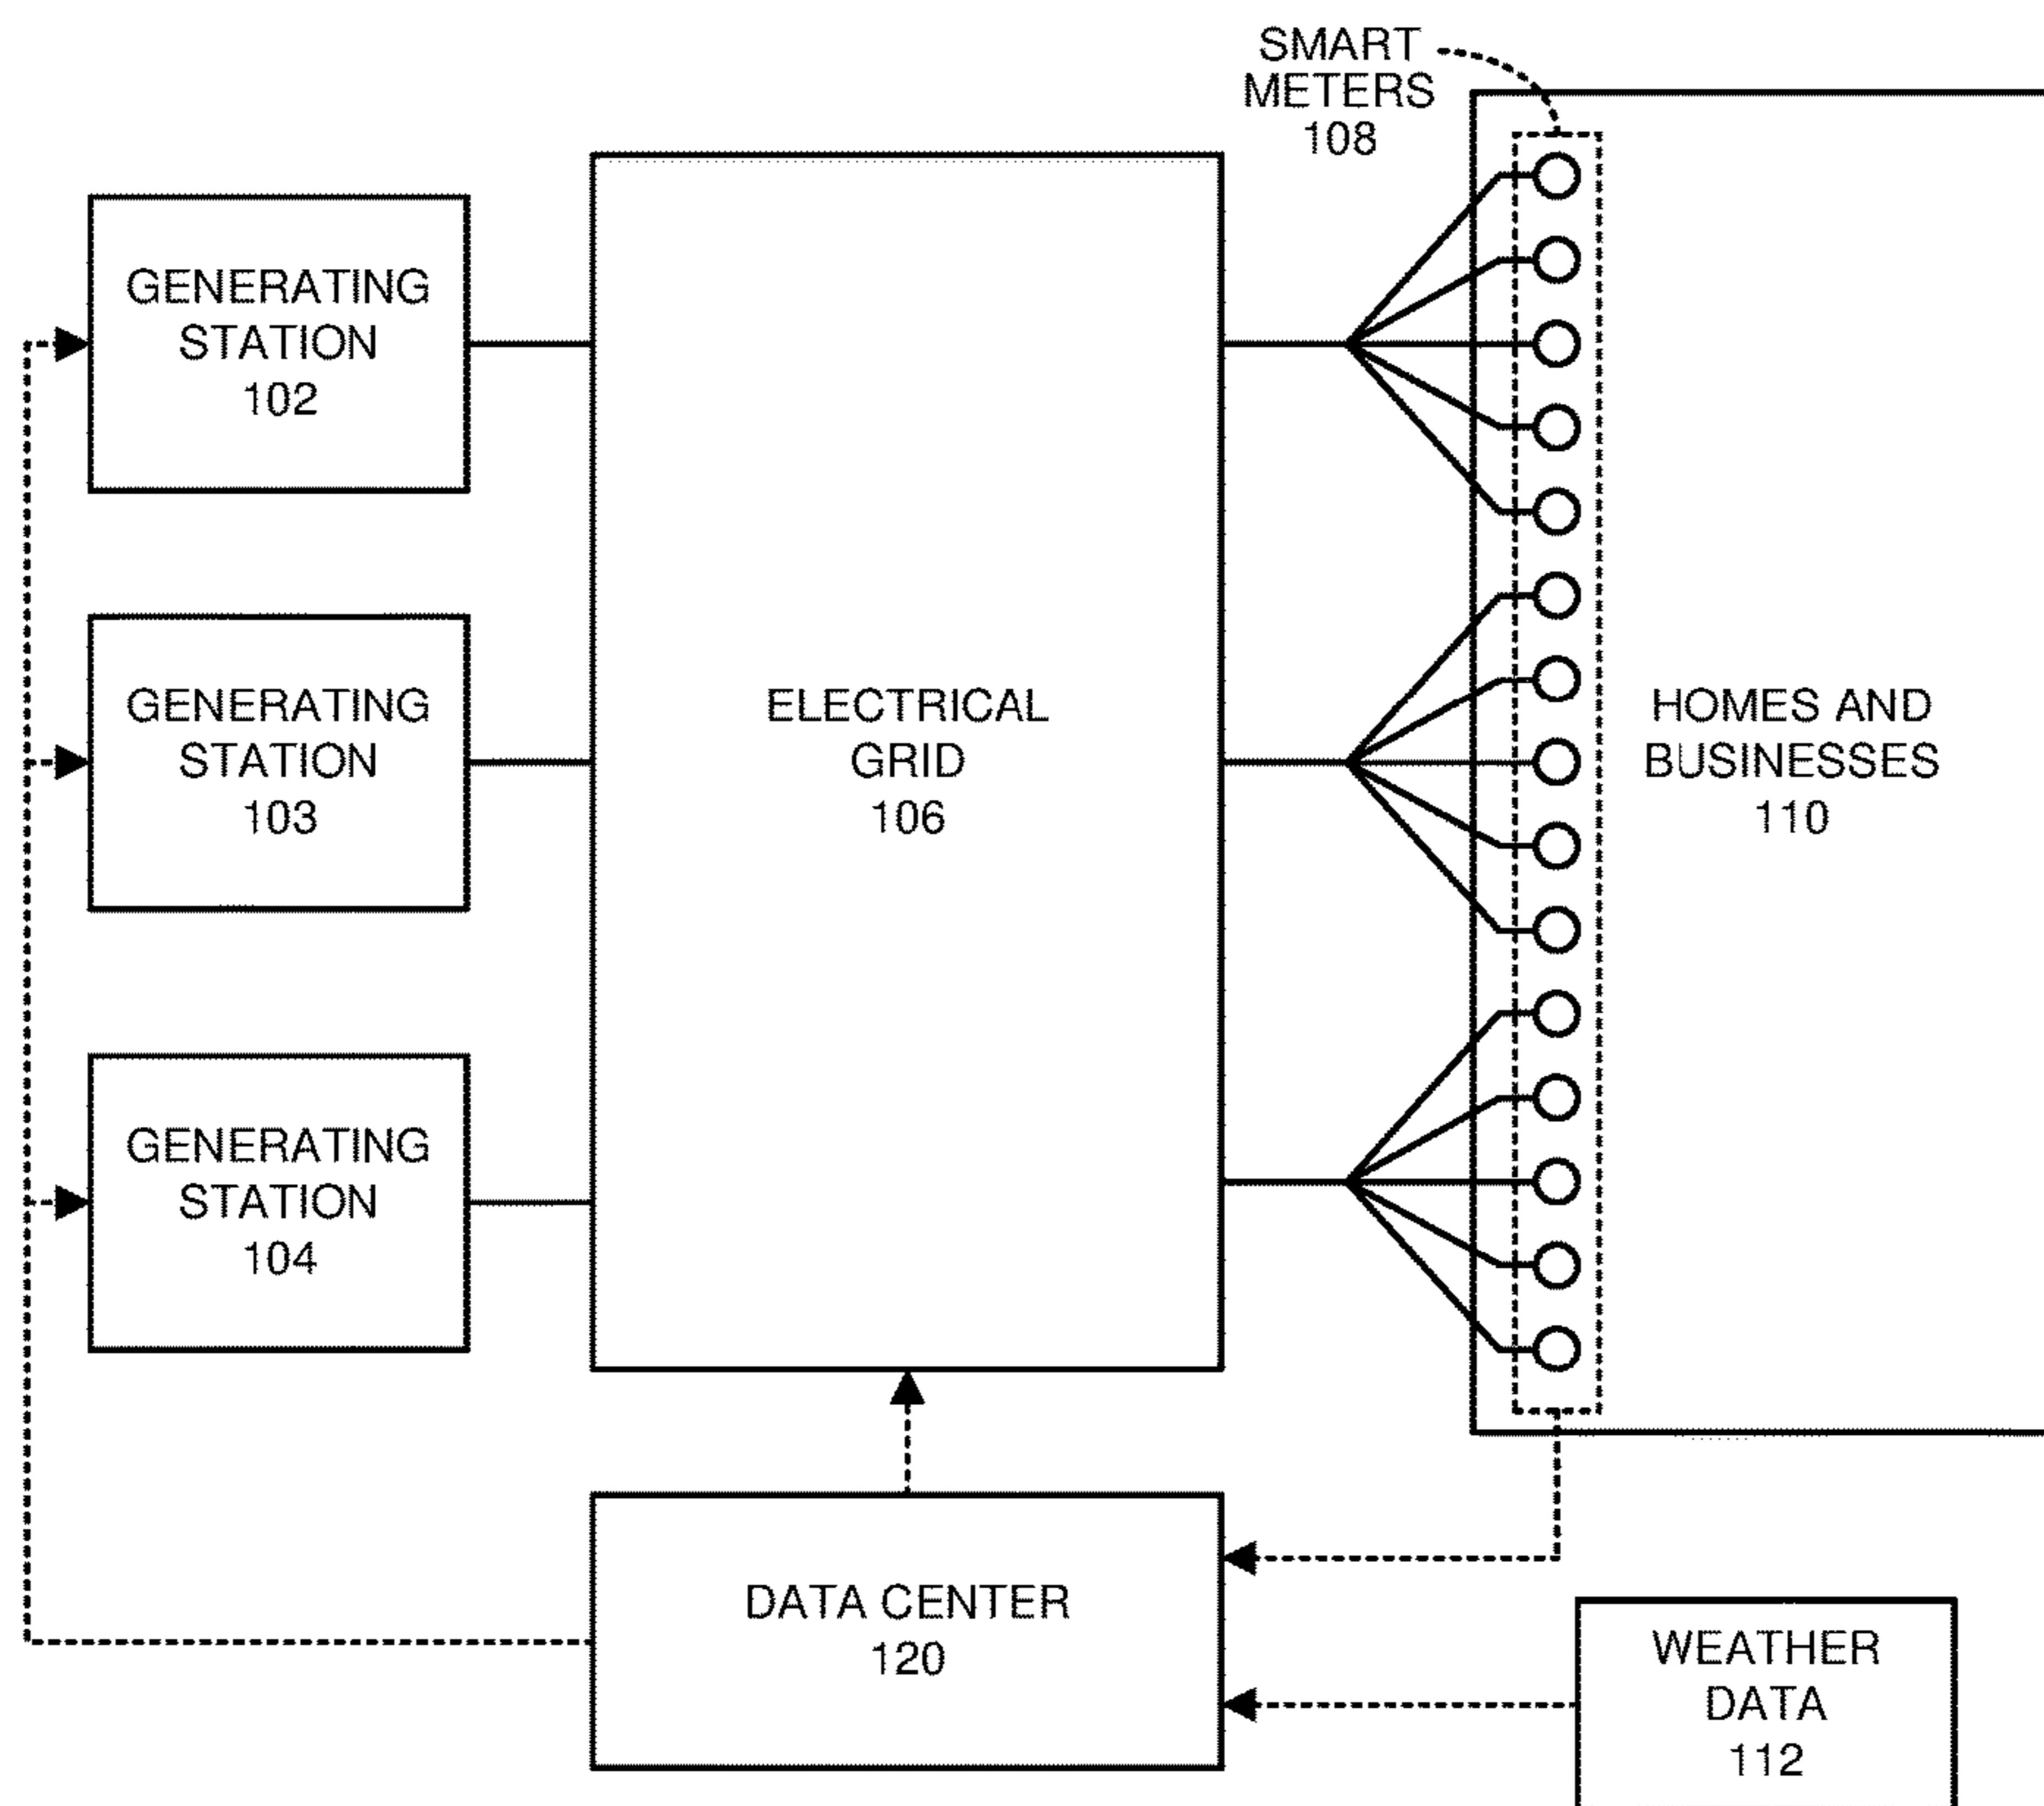 SMART
METERS
108
GENERATING
STATION
102
GENERATING
STATION
103
ELECTRICAL
GRID
106
HOMES AND
BUSINESSES
110
GENERATING
STATION
104
DATA CENTER
120
WEATHER
DATA
112